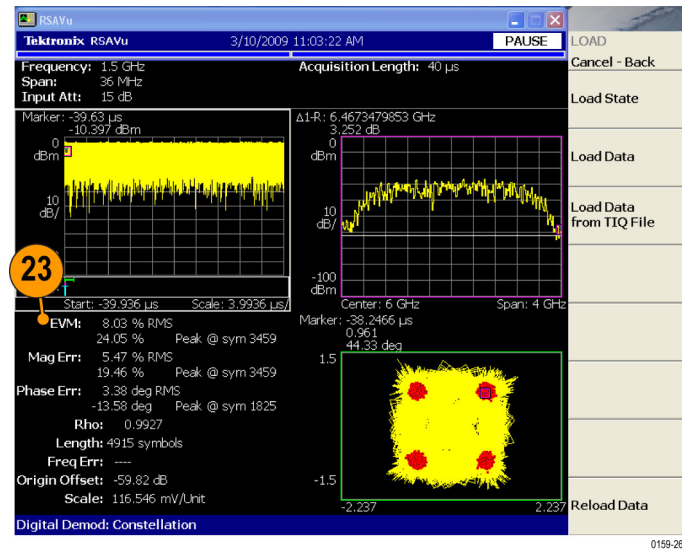 RSAVu
Tektronix RSAVu 3/10/2009 11:03:22 AM PAUSE
Frequency: 1.5 GHz Acquisition Length: 40 µs
Span: 36 MHz
Input Att: 15 dB
Marker: -39.63 µs
-10.397 dBm
0
dBm
10
dB/
Start: -39.936 µs Scale: 3.9936 µs/
Δ1-R: 6.4673479853 GHz
3.252 dB
0
dBm
10
dB/
-100
dBm
Center: 6 GHz Span: 4 GHz
23
EVM: 8.03 % RMS
24.05 % Peak @ sym 3459
Mag Err: 5.47 % RMS
19.46 % Peak @ sym 3459
Phase Err: 3.38 deg RMS
-13.58 deg Peak @ sym 1825
Rho: 0.9927
Length: 4915 symbols
Freq Err: ----
Origin Offset: -59.82 dB
Scale: 116.546 mV/Unit
Marker: -38.2466 µs
0.961
44.33 deg
1.5
-1.5
-2.237 2.237
Digital Demod: Constellation
LOAD
Cancel - Back
Load State
Load Data
Load Data
from TIQ File
Reload Data
0159-26